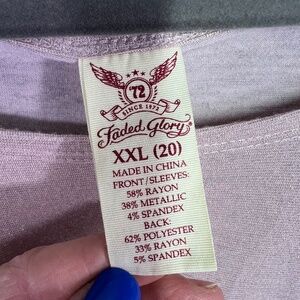 '72
SINCE 1972
Faded Glory
XXL (20)
MADE IN CHINA
FRONT/SLEEVES:
58% RAYON
38% METALLIC
4% SPANDEX
BACK:
62% POLYESTER
33% RAYON
5% SPANDEX